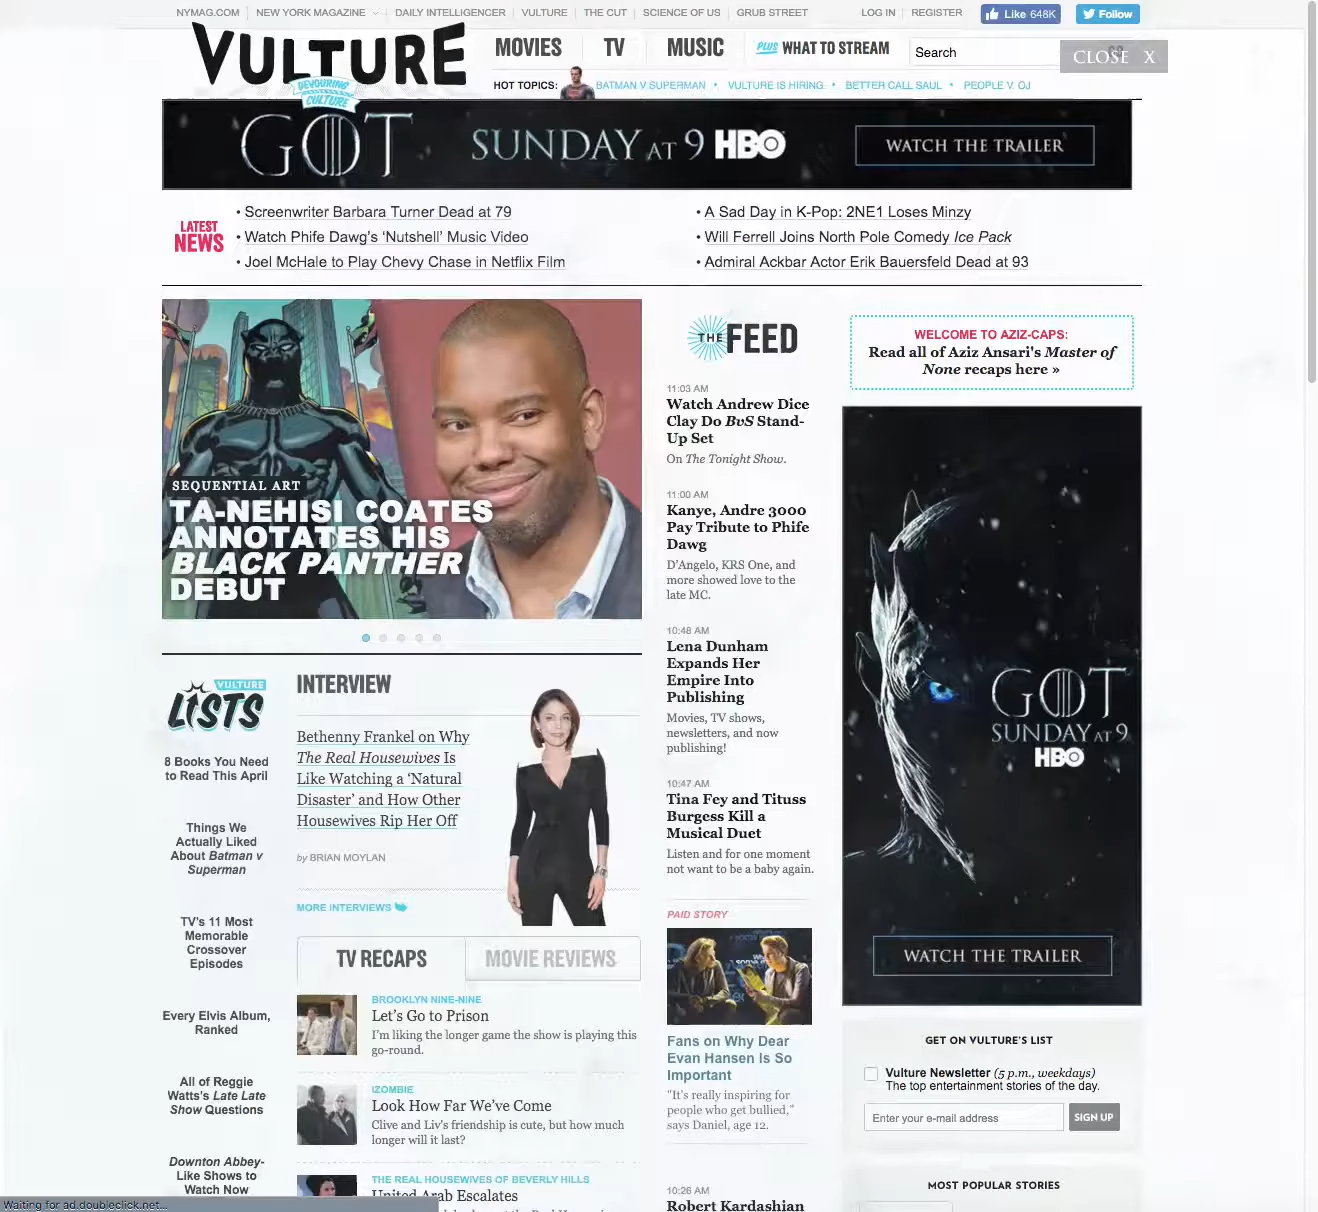 NYMAG.COM NEW YORK MAGAZINE DAILY INTELLIGENCER VULTURE THE CUT SCIENCE OF US GRUB STREET LOG IN REGISTER Like 648K Follow
VULTURE
DEVOURING CULTURE
MOVIES TV MUSIC PLUS WHAT TO STREAM Search
CLOSE X
HOT TOPICS: BATMAN V SUPERMAN • VULTURE IS HIRING • BETTER CALL SAUL • PEOPLE V. OJ
GOT SUNDAY AT 9 HBO WATCH THE TRAILER
LATEST NEWS
• Screenwriter Barbara Turner Dead at 79
• Watch Phife Dawg's 'Nutshell' Music Video
• Joel McHale to Play Chevy Chase in Netflix Film
• A Sad Day in K-Pop: 2NE1 Loses Minzy
• Will Ferrell Joins North Pole Comedy Ice Pack
• Admiral Ackbar Actor Erik Bauersfeld Dead at 93
SEQUENTIAL ART
TA-NEHISI COATES
ANNOTATES HIS
BLACK PANTHER
DEBUT
VULTURE
LISTS
8 Books You Need
to Read This April
Things We
Actually Liked
About Batman v
Superman
TV's 11 Most
Memorable
Crossover
Episodes
Every Elvis Album,
Ranked
All of Reggie
Watts's Late Late
Show Questions
Downton Abbey-
Like Shows to
Watch Now
INTERVIEW
Bethenny Frankel on Why
The Real Housewives Is
Like Watching a 'Natural
Disaster' and How Other
Housewives Rip Her Off
by BRIAN MOYLAN
MORE INTERVIEWS
TV RECAPS MOVIE REVIEWS
BROOKLYN NINE-NINE
Let's Go to Prison
I'm liking the longer game the show is playing this
go-round.
IZOMBIE
Look How Far We've Come
Clive and Liv's friendship is cute, but how much
longer will it last?
THE REAL HOUSEWIVES OF BEVERLY HILLS
United Arab Escalates
THE FEED
11:03 AM
Watch Andrew Dice
Clay Do BvS Stand-
Up Set
On The Tonight Show.
11:00 AM
Kanye, Andre 3000
Pay Tribute to Phife
Dawg
D'Angelo, KRS One, and
more showed love to the
late MC.
10:48 AM
Lena Dunham
Expands Her
Empire Into
Publishing
Movies, TV shows,
newsletters, and now
publishing!
10:47 AM
Tina Fey and Tituss
Burgess Kill a
Musical Duet
Listen and for one moment
not want to be a baby again.
PAID STORY
Fans on Why Dear
Evan Hansen Is So
Important
"It's really inspiring for
people who get bullied,"
says Daniel, age 12.
10:26 AM
Robert Kardashian
WELCOME TO AZIZ-CAPS:
Read all of Aziz Ansari's Master of
None recaps here »
GOT
SUNDAY AT 9
HBO
WATCH THE TRAILER
GET ON VULTURE'S LIST
Vulture Newsletter (5 p.m., weekdays)
The top entertainment stories of the day.
Enter your e-mail address SIGN UP
MOST POPULAR STORIES
Waiting for ad.doubleclick.net...